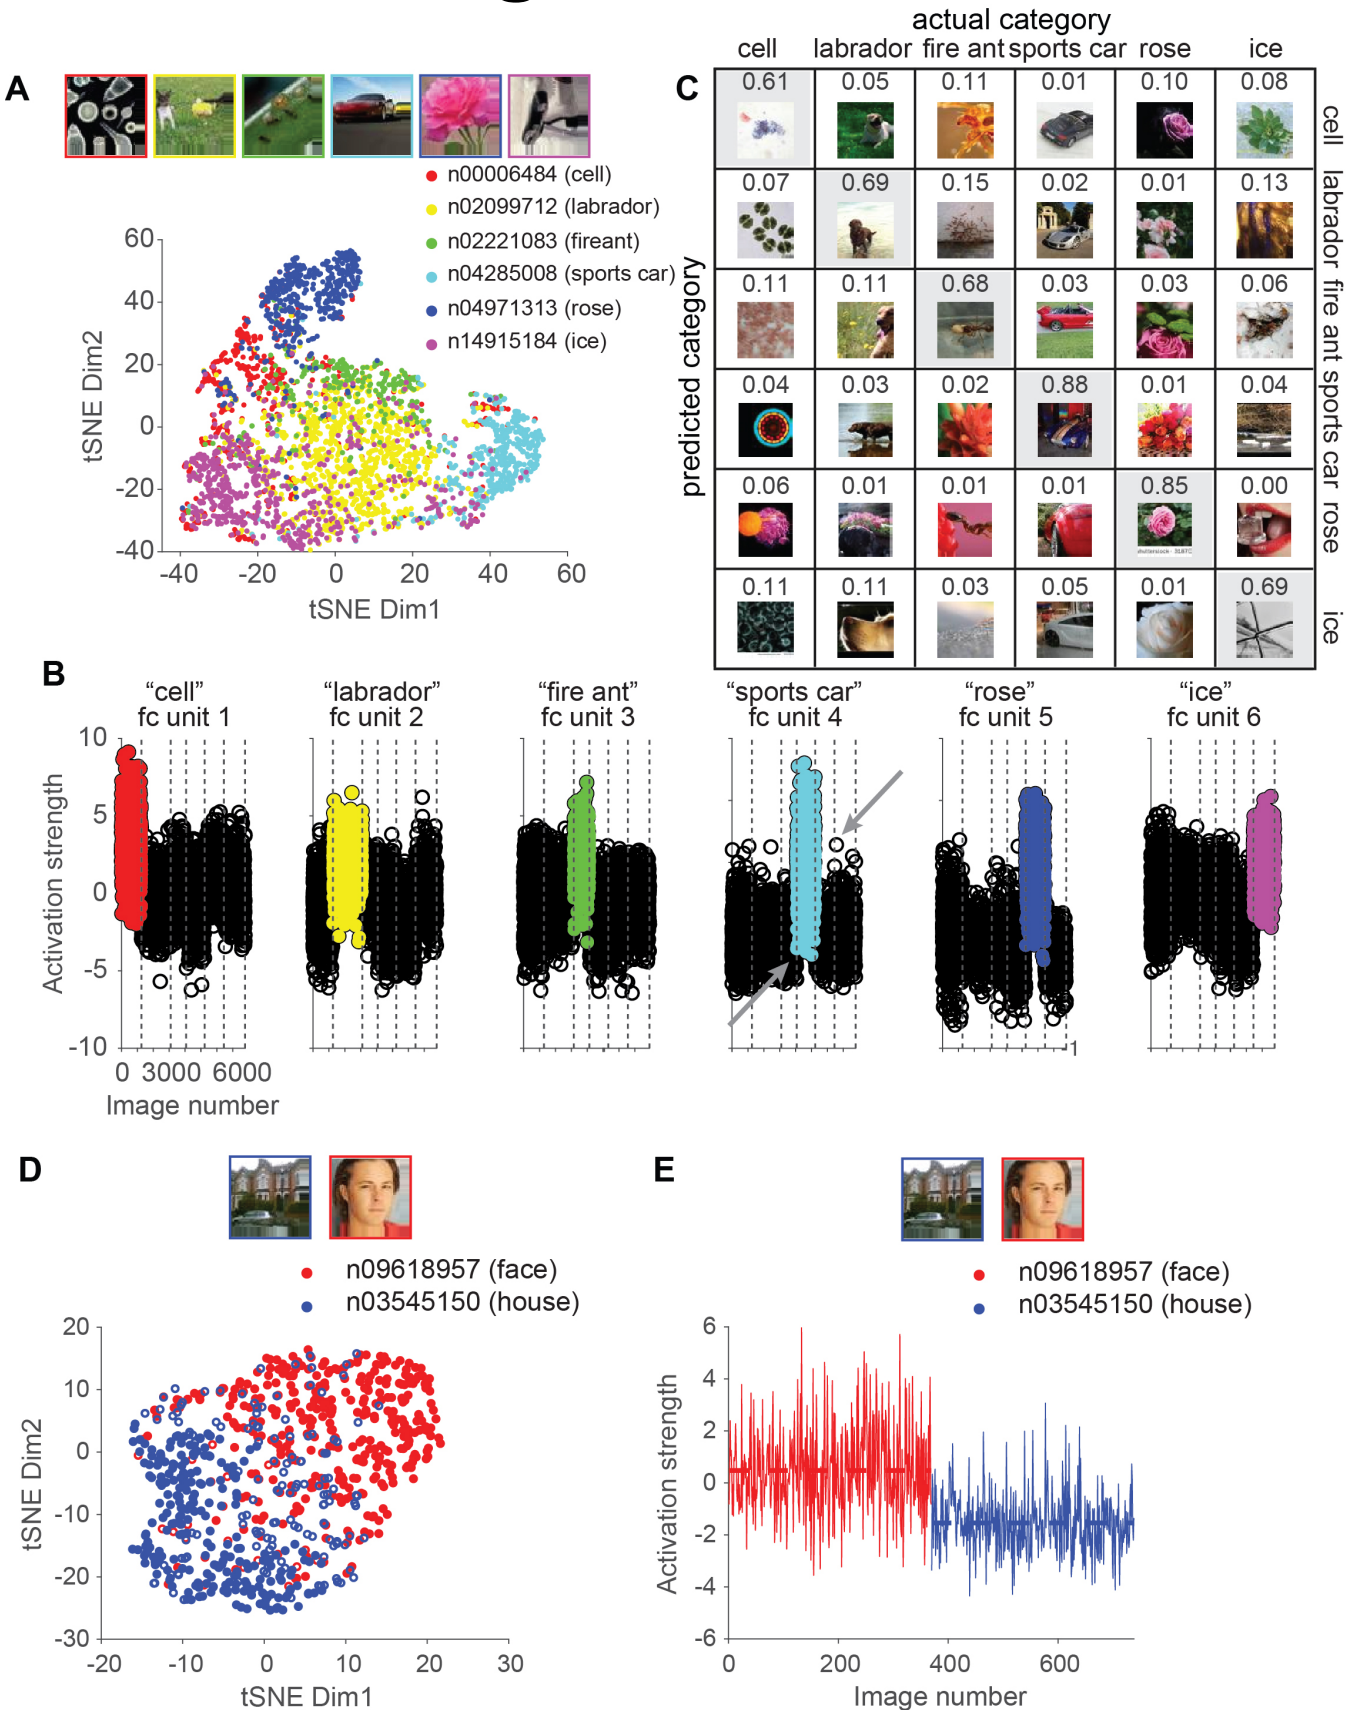 A
n00006484 (cell)
n02099712 (labrador)
n02221083 (fireant)
n04285008 (sports car)
n04971313 (rose)
n14915184 (ice)
60
40
20
0
-20
-40
tSNE Dim2
-40 -20 0 20 40 60
tSNE Dim1
C
actual category
cell labrador fire ant sports car rose ice
predicted category
0.61 0.05 0.11 0.01 0.10 0.08
cell
0.07 0.69 0.15 0.02 0.01 0.13
labrador
0.11 0.11 0.68 0.03 0.03 0.06
fire ant
0.04 0.03 0.02 0.88 0.01 0.04
sports car
0.06 0.01 0.01 0.01 0.85 0.00
rose
0.11 0.11 0.03 0.05 0.01 0.69
ice
B
“cell” “labrador” “fire ant” “sports car” “rose” “ice”
fc unit 1 fc unit 2 fc unit 3 fc unit 4 fc unit 5 fc unit 6
10
5
0
-5
-10
Activation strength
0 3000 6000
Image number
-1
D
n09618957 (face)
n03545150 (house)
20
10
0
-10
-20
-30
tSNE Dim2
-20 -10 0 10 20 30
tSNE Dim1
E
n09618957 (face)
n03545150 (house)
6
4
2
0
-2
-4
-6
Activation strength
0 200 400 600
Image number